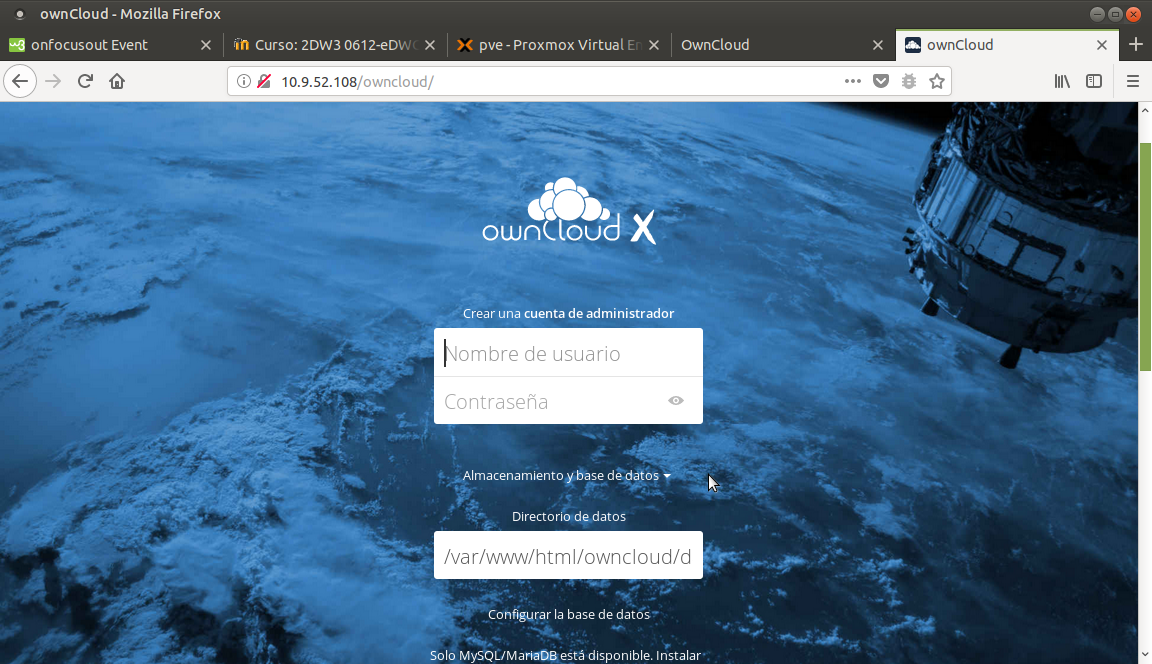 ownCloud - Mozilla Firefox
onfocusout Event
Curso: 2DW3 0612-eDWC
pve - Proxmox Virtual En
OwnCloud
ownCloud
10.9.52.108/owncloud/
ownCloud X
Crear una cuenta de administrador
Nombre de usuario
Contraseña
Almacenamiento y base de datos
Directorio de datos
/var/www/html/owncloud/d
Configurar la base de datos
Solo MySQL/MariaDB está disponible. Instalar